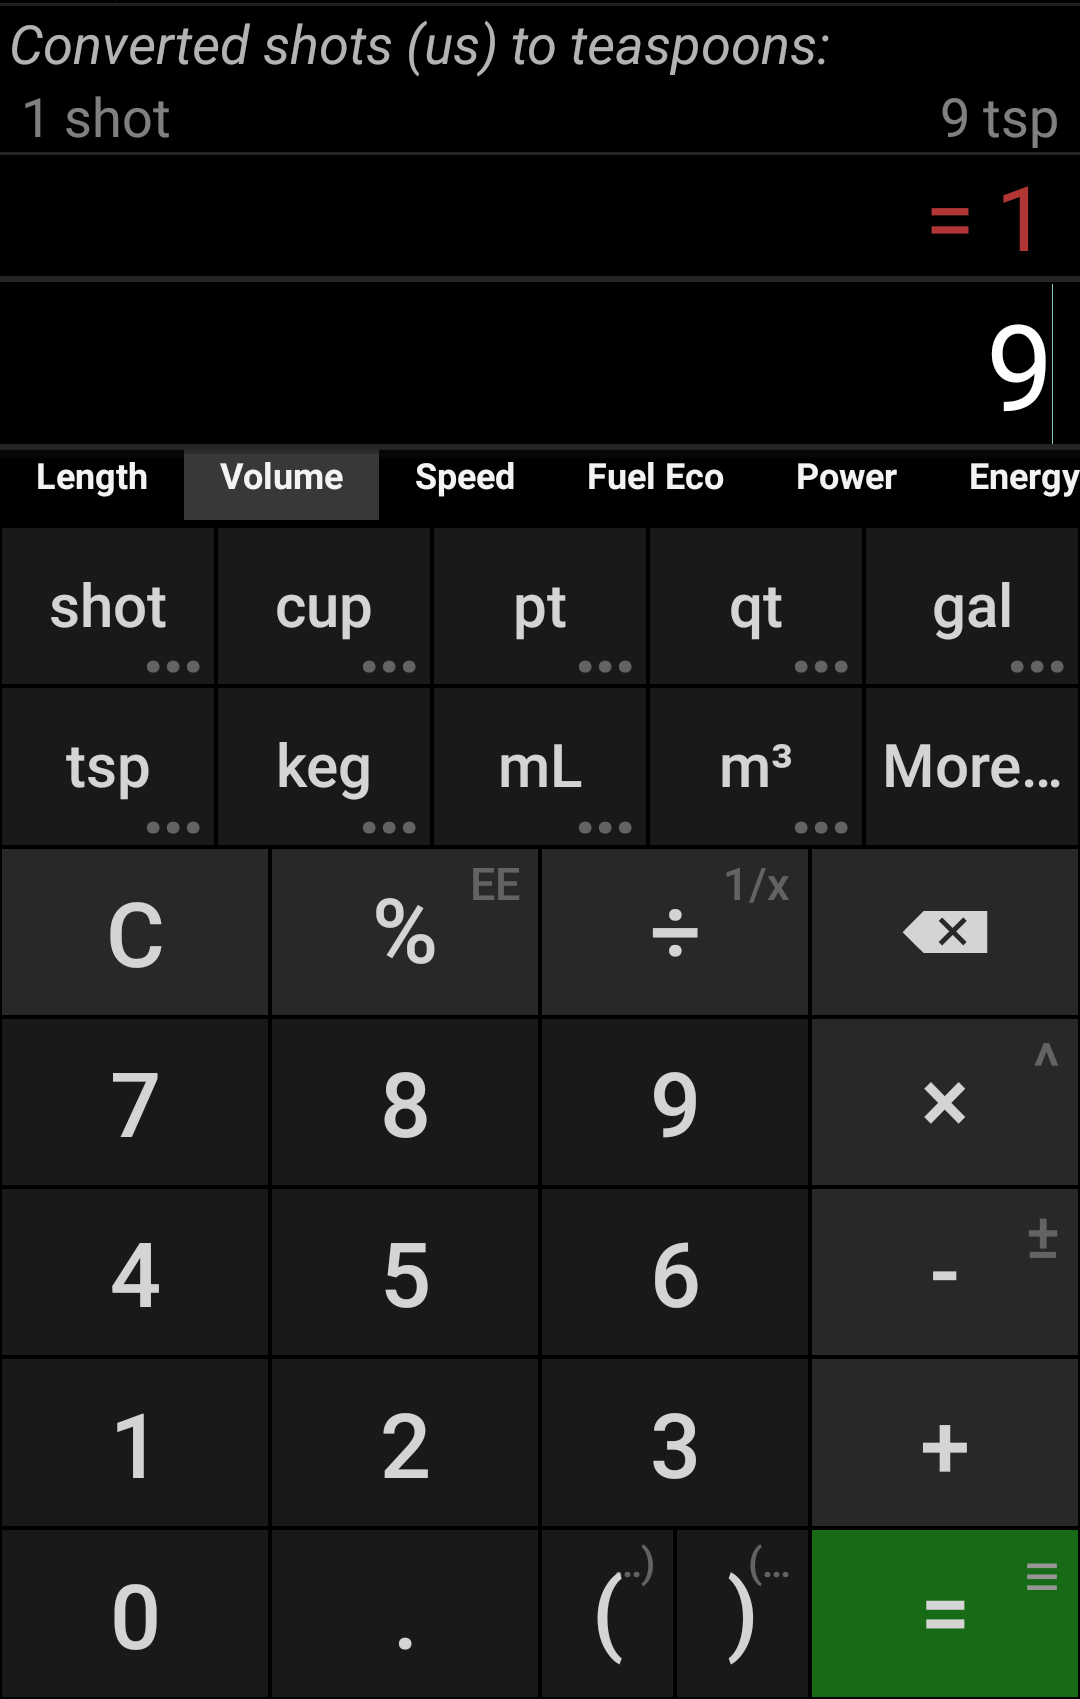 Converted shots (us) to teaspoons:
1 shot 9 tsp
= 1
9
Length Volume Speed Fuel Eco Power Energy
shot cup pt qt gal
tsp keg mL m³ More...
C % EE ÷ 1/x
7 8 9 × ^
4 5 6 - ±
1 2 3 +
0 . ( ..) ) (... =